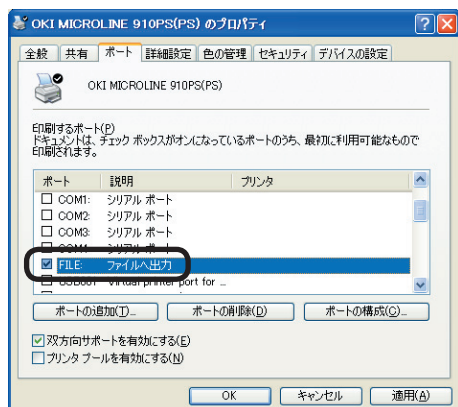 OKI MICROLINE 910PS(PS) のプロパティ
全般 共有 ポート 詳細設定 色の管理 セキュリティ デバイスの設定
OKI MICROLINE 910PS(PS)
印刷するポート(P)
ドキュメントは、チェック ボックスがオンになっているポートのうち、最初に利用可能なもので
印刷されます。
ポート 説明 プリンタ
COM1: シリアル ポート
COM2: シリアル ポート
COM3: シリアル ポート
COM4: シリアル ポート
FILE: ファイルへ出力
USB001 Virtual printer port for ...
ポートの追加(T)... ポートの削除(D) ポートの構成(C)...
双方向サポートを有効にする(E)
プリンタ プールを有効にする(N)
OK キャンセル 適用(A)